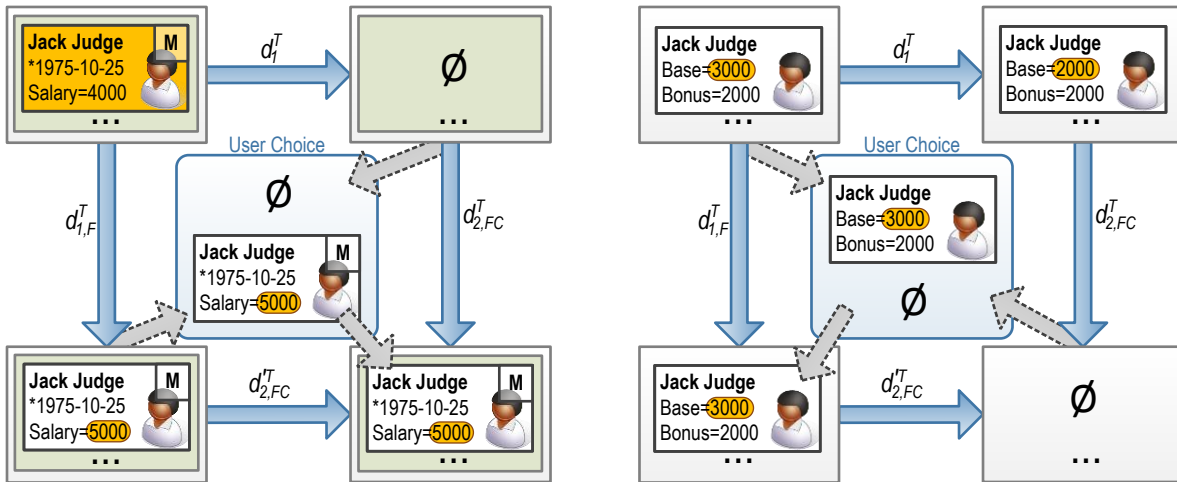 Jack Judge M
*1975-10-25
Salary=4000
...
d₁ᵀ
Ø
...
User Choice
Ø
Jack Judge M
*1975-10-25
Salary=5000
d₁,Fᵀ
d₂,FCᵀ
Jack Judge M
*1975-10-25
Salary=5000
...
d'₂,FCᵀ
Jack Judge M
*1975-10-25
Salary=5000
...
Jack Judge
Base=3000
Bonus=2000
...
d₁ᵀ
Jack Judge
Base=2000
Bonus=2000
...
User Choice
Jack Judge
Base=3000
Bonus=2000
Ø
d₁,Fᵀ
d₂,FCᵀ
Jack Judge
Base=3000
Bonus=2000
...
d'₂,FCᵀ
Ø
...